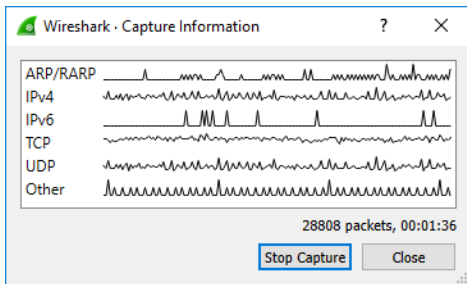 Wireshark · Capture Information
ARP/RARP
IPv4
IPv6
TCP
UDP
Other
28808 packets, 00:01:36
Stop Capture Close